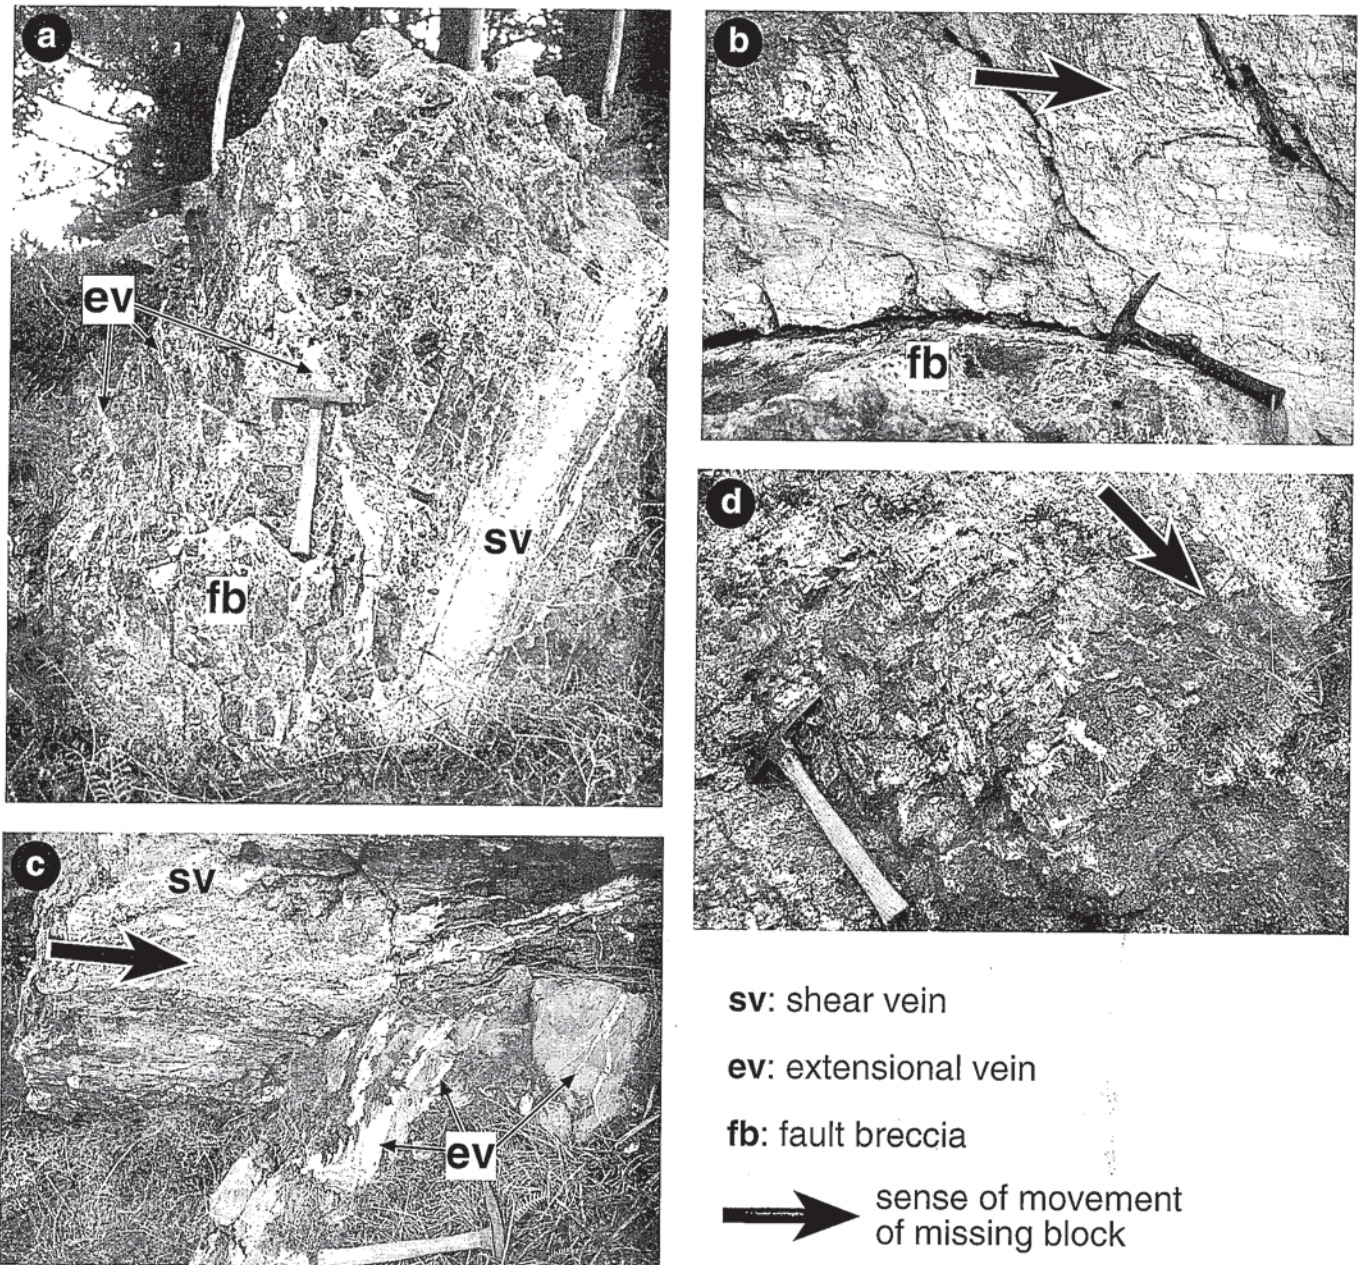 a
ev
sv
fb
b
fb
c
sv
ev
d
sv: shear vein
ev: extensional vein
fb: fault breccia
sense of movement
of missing block